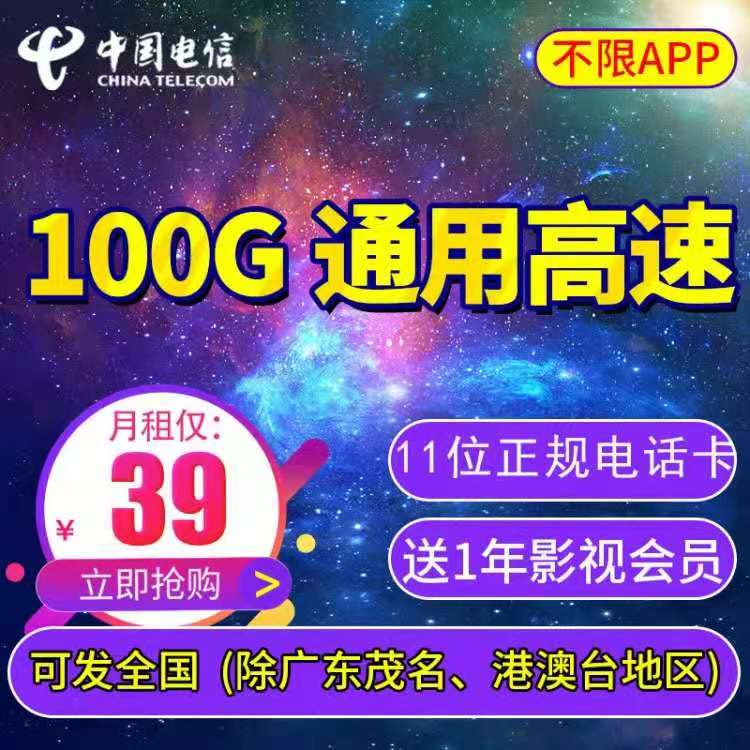 中国电信
CHINA TELECOM
不限APP
100G 通用高速
月租仅：
¥ 39
立即抢购 >
11位正规电话卡
送1年影视会员
可发全国 (除广东茂名、港澳台地区)